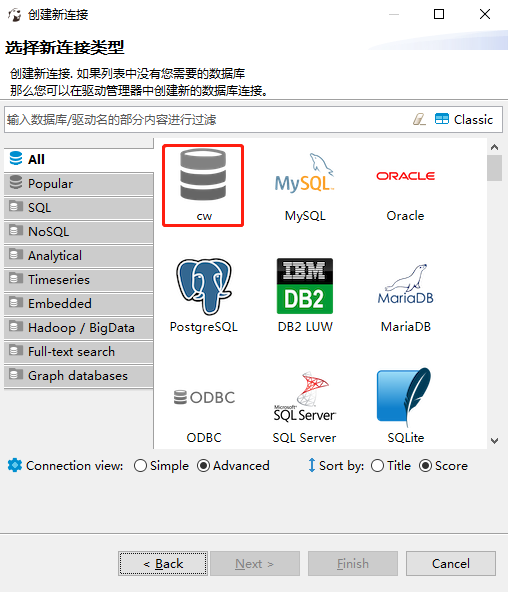 创建新连接
选择新连接类型
创建新连接. 如果列表中没有您需要的数据库
那么您可以在驱动管理器中创建新的数据库连接。
输入数据库/驱动名的部分内容进行过滤
Classic
All
Popular
SQL
NoSQL
Analytical
Timeseries
Embedded
Hadoop / BigData
Full-text search
Graph databases
MySQL
ORACLE
cw
MySQL
Oracle
IBM
DB2
MariaDB
PostgreSQL
DB2 LUW
MariaDB
ODBC
Microsoft
SQL Server
ODBC
SQL Server
SQLite
Connection view:
Simple
Advanced
Sort by:
Title
Score
< Back
Next >
Finish
Cancel